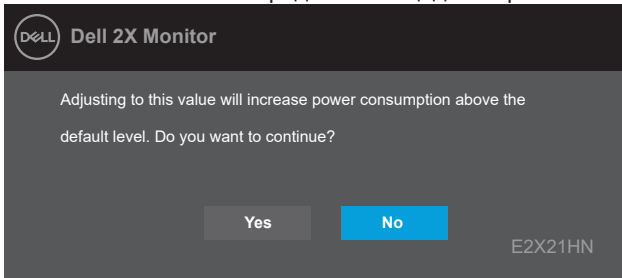 DELL Dell 2X Monitor
Adjusting to this value will increase power consumption above the
default level. Do you want to continue?
Yes No
E2X21HN